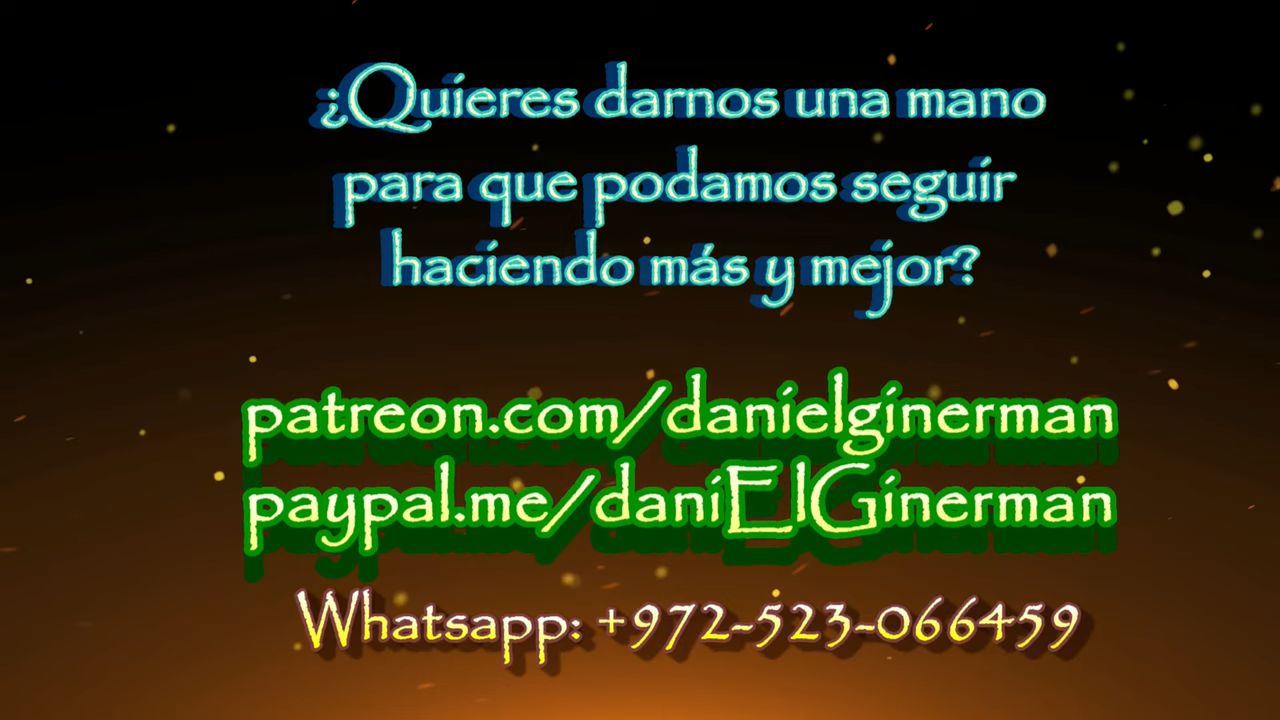 ¿Quieres darnos una mano
para que podamos seguir
haciendo más y mejor?
patreon.com/danielginerman
paypal.me/daniElGinerman
Whatsapp: +972-523-066459